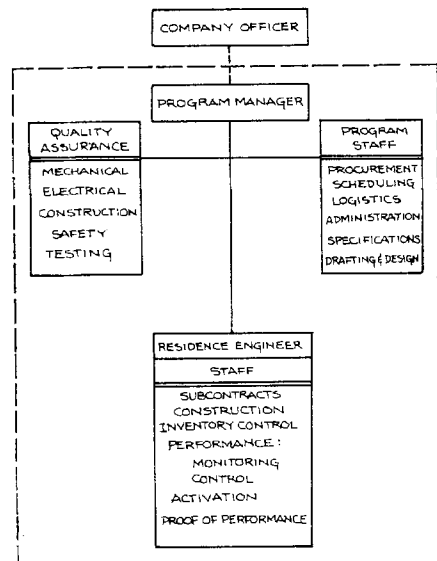 COMPANY OFFICER
PROGRAM MANAGER
QUALITY
ASSURANCE
MECHANICAL
ELECTRICAL
CONSTRUCTION
SAFETY
TESTING
PROGRAM
STAFF
PROCUREMENT
SCHEDULING
LOGISTICS
ADMINISTRATION
SPECIFICATIONS
DRAFTING & DESIGN
RESIDENCE ENGINEER
STAFF
SUBCONTRACTS
CONSTRUCTION
INVENTORY CONTROL
PERFORMANCE:
MONITORING
CONTROL
ACTIVATION
PROOF OF PERFORMANCE